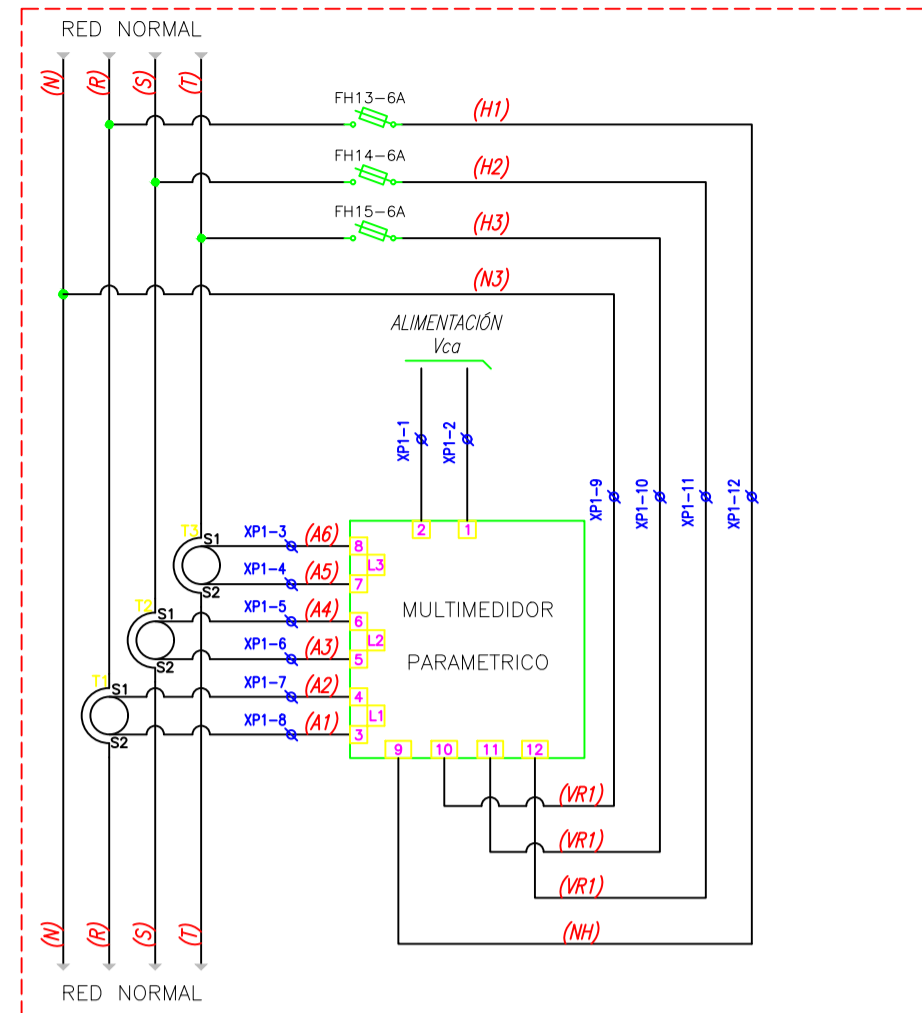 RED NORMAL
(N)
(R)
(S)
(T)
FH13-6A
(H1)
FH14-6A
(H2)
FH15-6A
(H3)
(N3)
ALIMENTACIÓN
Vca
XP1-1
XP1-2
XP1-9
XP1-10
XP1-11
XP1-12
2
1
T3
S1
XP1-3
(A6)
8
L3
XP1-4
(A5)
7
S2
T2
S1
XP1-5
(A4)
6
L2
XP1-6
(A3)
5
S2
T1
S1
XP1-7
(A2)
4
L1
XP1-8
(A1)
3
S2
MULTIMEDIDOR
PARAMETRICO
9
10
11
12
(VR1)
(VR1)
(VR1)
(NH)
(N)
(R)
(S)
(T)
RED NORMAL